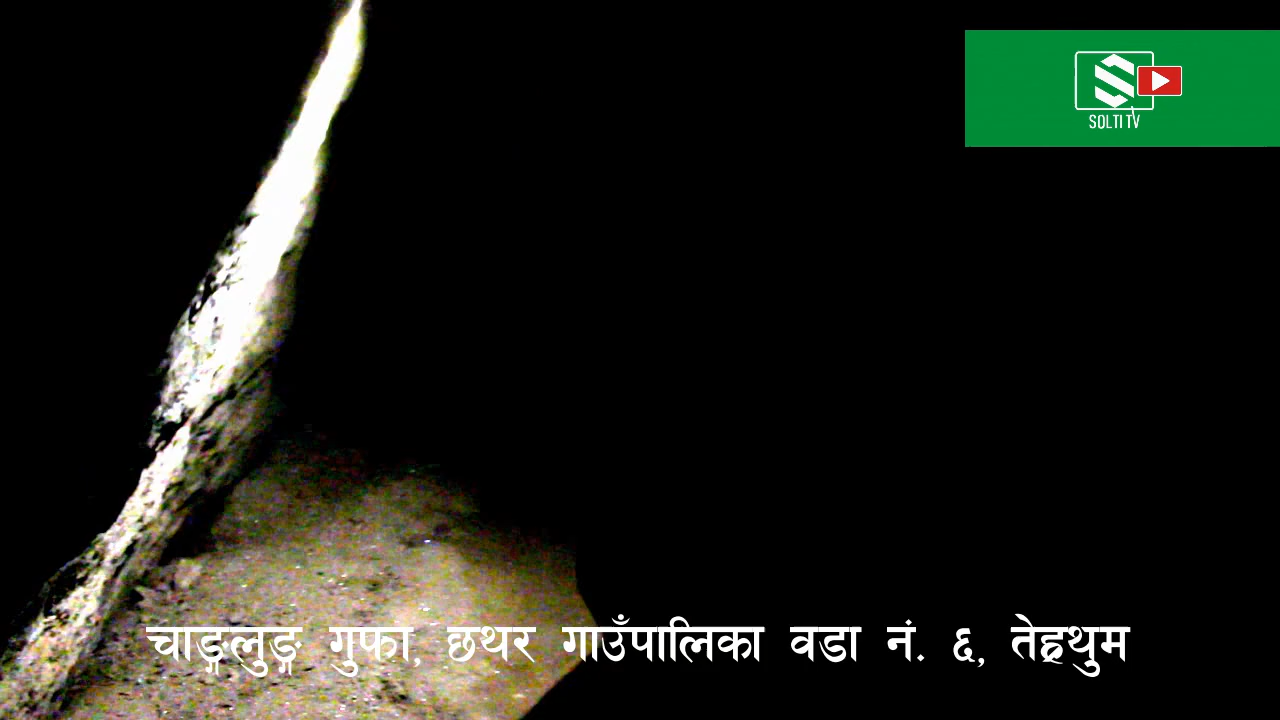 SOLTI TV
चाङ्लुङ् गुफा, छथर गाउँपालिका वडा नं. ६, तेह्रथुम